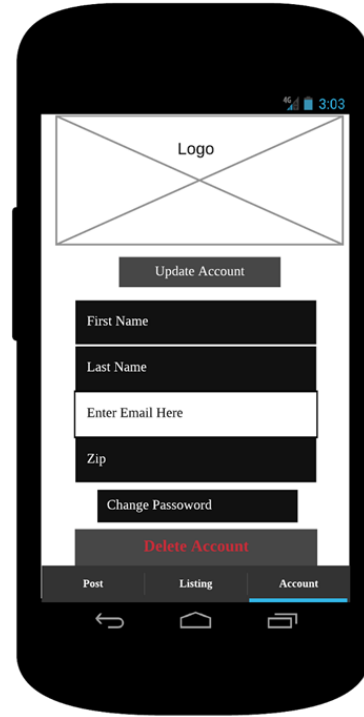 4G 3:03
Logo
Update Account
First Name
Last Name
Enter Email Here
Zip
Change Passoword
Delete Account
Post Listing Account